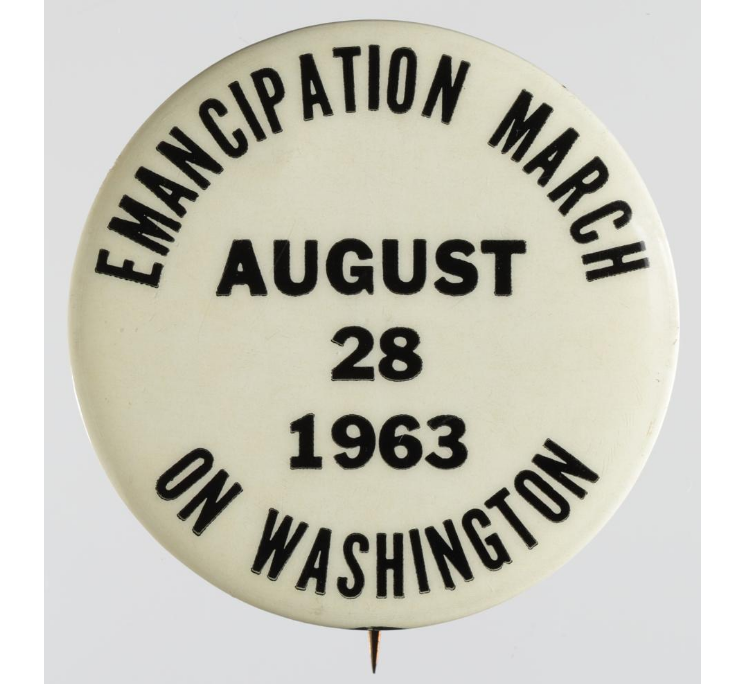 EMANCIPATION MARCH
AUGUST
28
1963
ON WASHINGTON